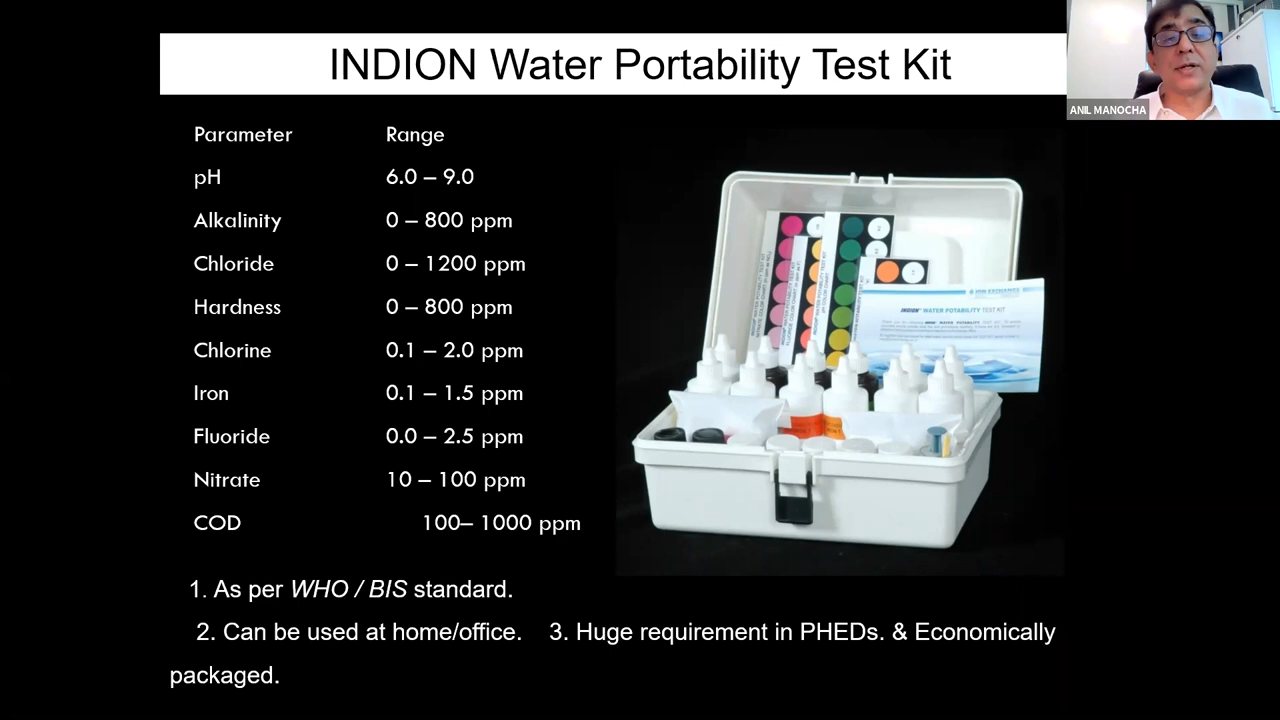 INDION Water Portability Test Kit
ANIL MANOCHA
Parameter Range
pH 6.0 – 9.0
Alkalinity 0 – 800 ppm
Chloride 0 – 1200 ppm
Hardness 0 – 800 ppm
Chlorine 0.1 – 2.0 ppm
Iron 0.1 – 1.5 ppm
Fluoride 0.0 – 2.5 ppm
Nitrate 10 – 100 ppm
COD 100– 1000 ppm
ION EXCHANGE
INDION WATER POTABILITY TEST KIT
1. As per WHO / BIS standard.
2. Can be used at home/office. 3. Huge requirement in PHEDs. & Economically
packaged.